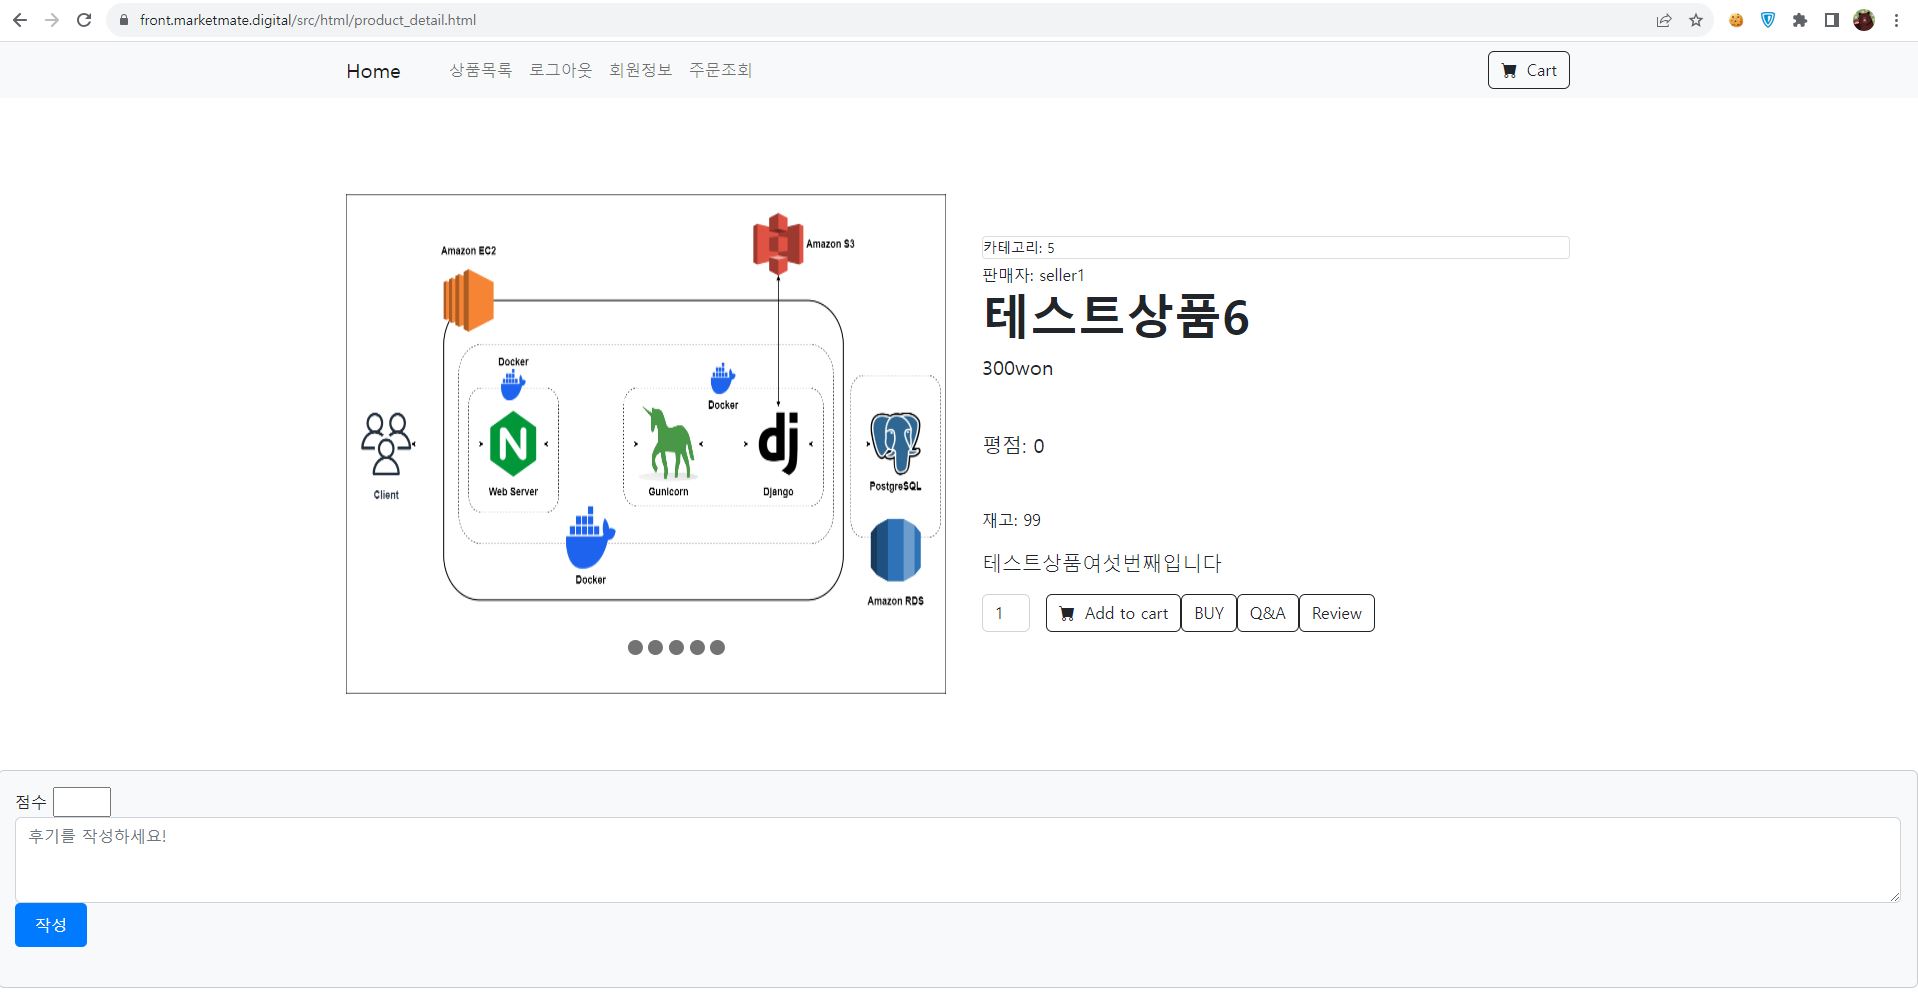 front.marketmate.digital/src/html/product_detail.html
Home 상품목록 로그아웃 회원정보 주문조회 Cart
Amazon EC2
Amazon S3
Docker
Docker
Client
Web Server
Gunicorn
Django
PostgreSQL
Docker
Amazon RDS
카테고리: 5
판매자: seller1
테스트상품6
300won
평점: 0
재고: 99
테스트상품여섯번째입니다
1 Add to cart BUY Q&A Review
점수
후기를 작성하세요!
작성